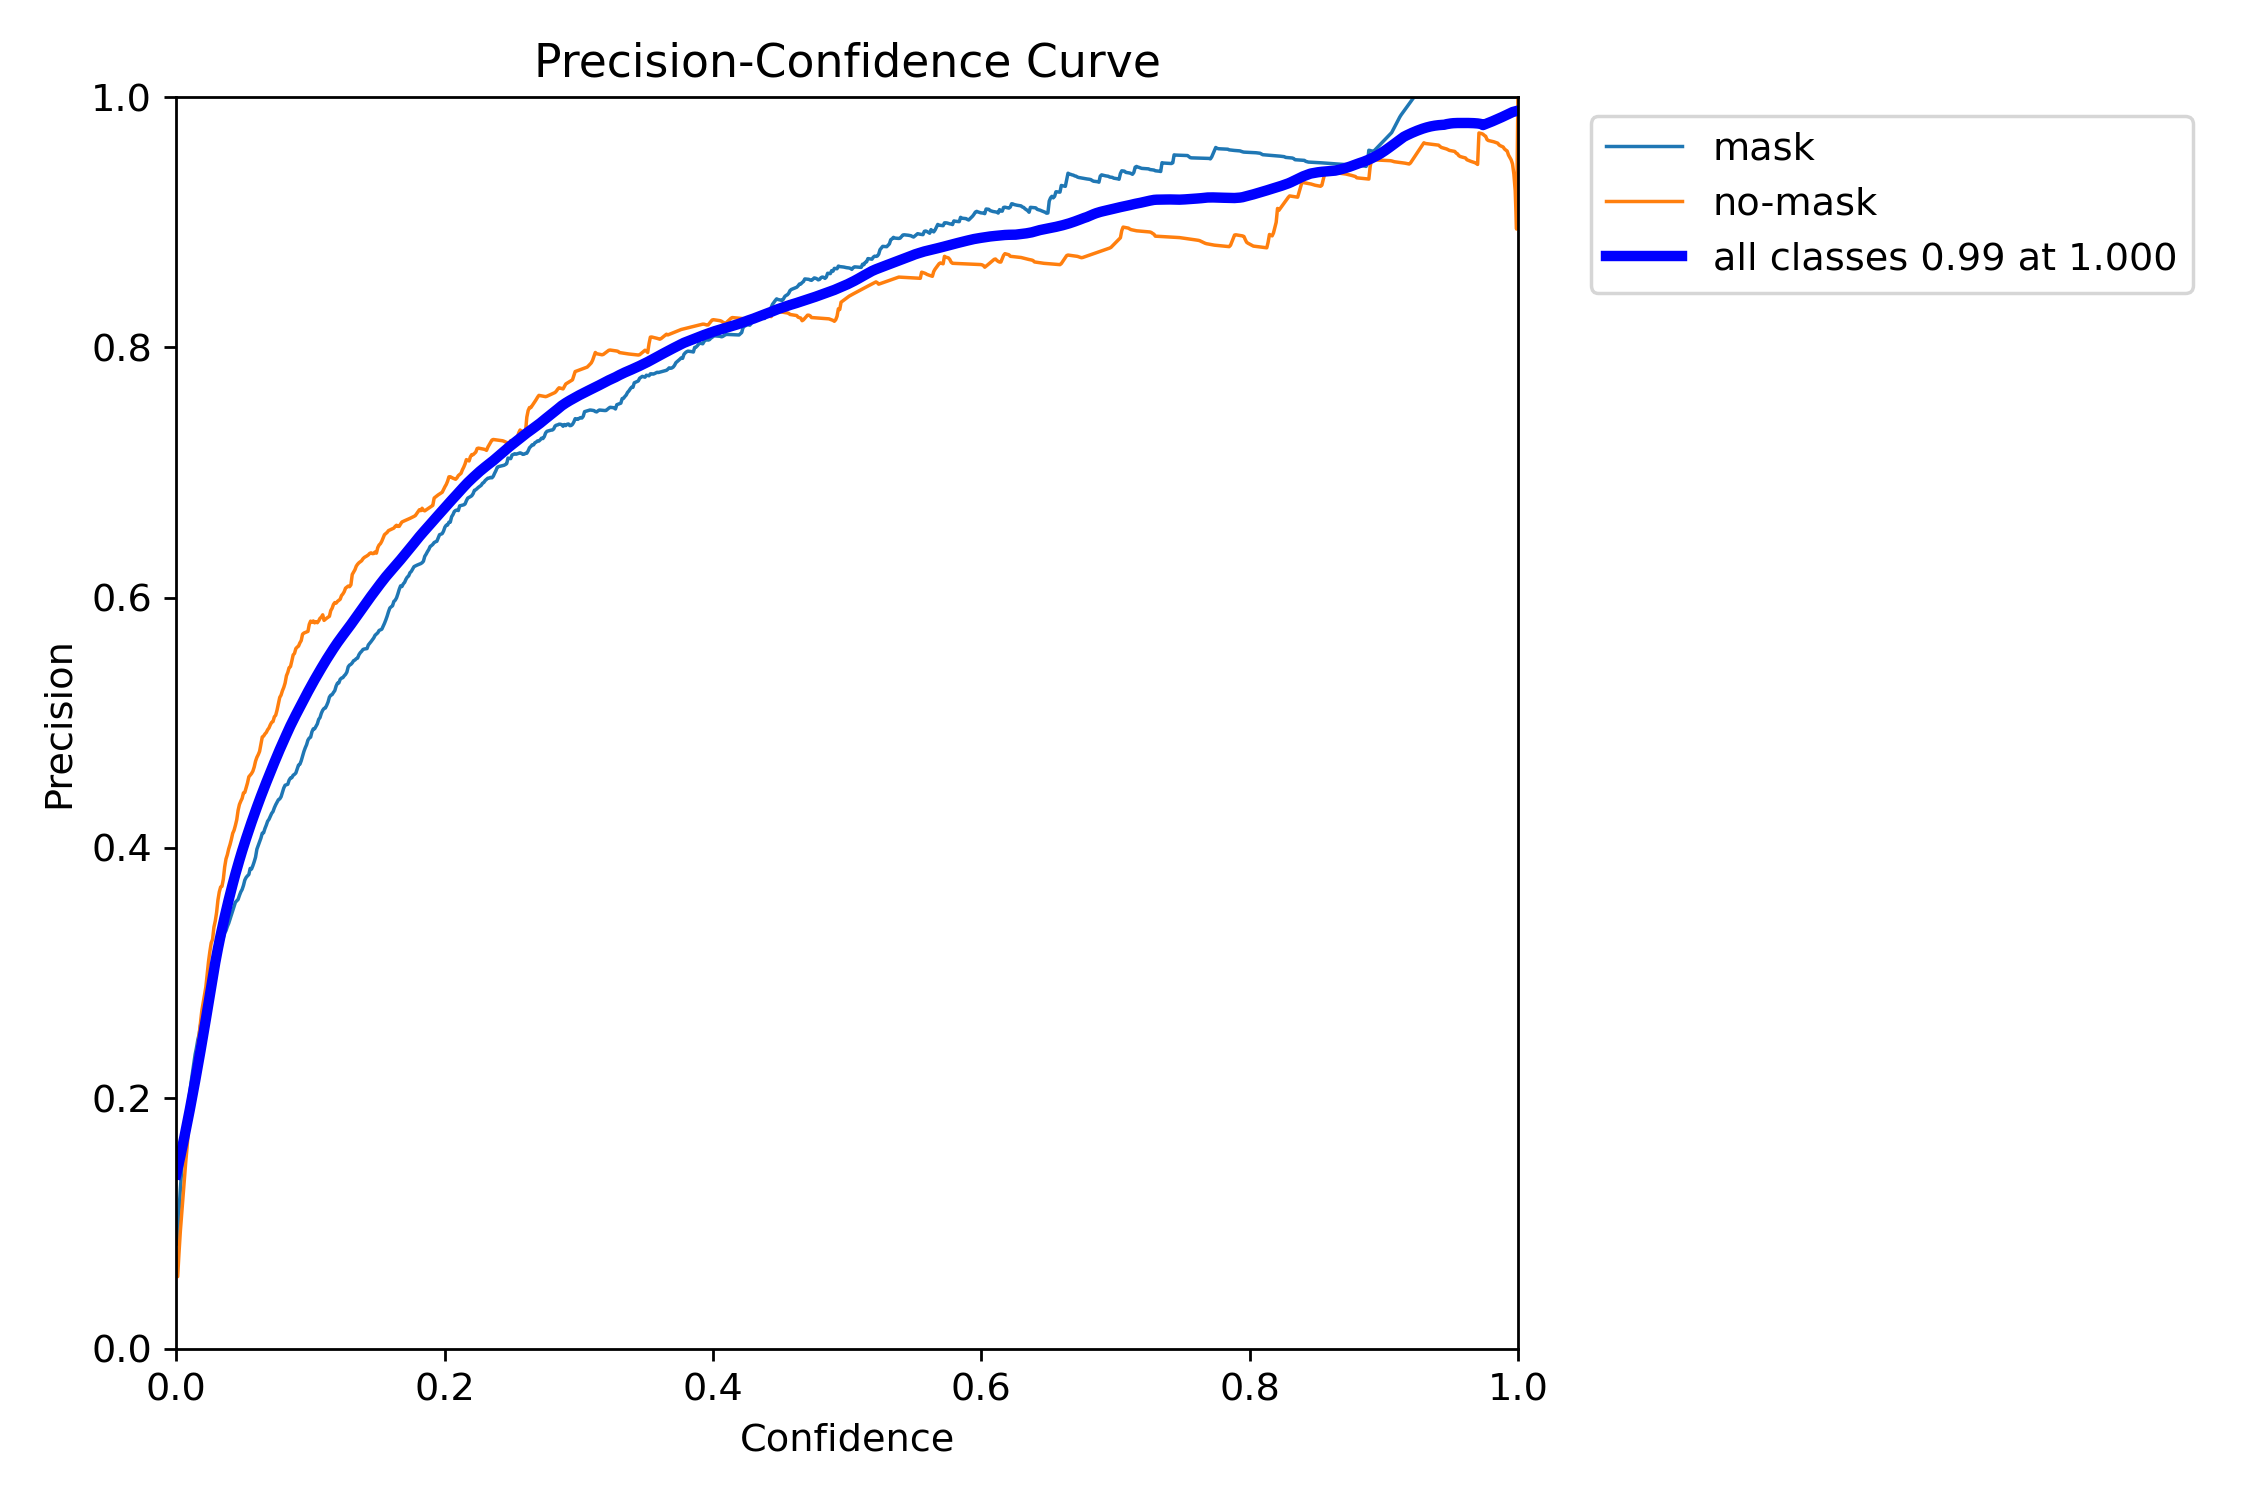 Precision-Confidence Curve
1.0
0.8
0.6
0.4
0.2
0.0
Precision
0.0 0.2 0.4 0.6 0.8 1.0
Confidence
mask
no-mask
all classes 0.99 at 1.000